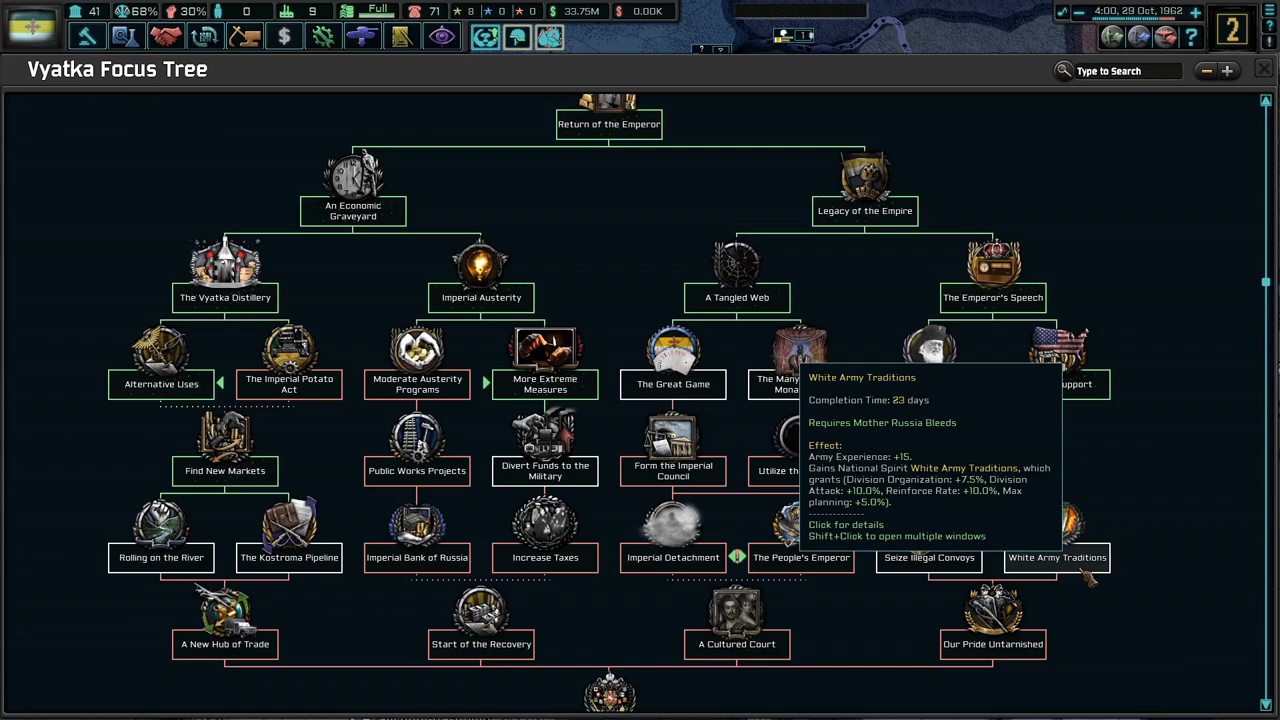 41 68% 30% 0 9 Full 71 8 0 0 $ 33.75M $ 0.00K
4:00, 29 Oct, 1962
2
$
?
? ?
1
Vyatka Focus Tree
Type to Search
Return of the Emperor
An Economic
Graveyard
Legacy of the Empire
The Vyatka Distillery
Imperial Austerity
A Tangled Web
The Emperor's Speech
Alternative Uses
The Imperial Potato
Act
Moderate Austerity
Programs
More Extreme
Measures
The Great Game
The Many
Mona
upport
White Army Traditions
Completion Time: 23 days
Requires Mother Russia Bleeds
Effect:
Army Experience: +15.
Gains National Spirit White Army Traditions, which
grants (Division Organization: +7.5%, Division
Attack: +10.0%, Reinforce Rate: +10.0%, Max
planning: +5.0%).
--------------
Click for details
Shift+Click to open multiple windows
Find New Markets
Public Works Projects
Divert Funds to the
Military
Form the Imperial
Council
Utilize th
Rolling on the River
The Kostroma Pipeline
Imperial Bank of Russia
Increase Taxes
Imperial Detachment
The People's Emperor
Seize Illegal Convoys
White Army Traditions
A New Hub of Trade
Start of the Recovery
A Cultured Court
Our Pride Untarnished